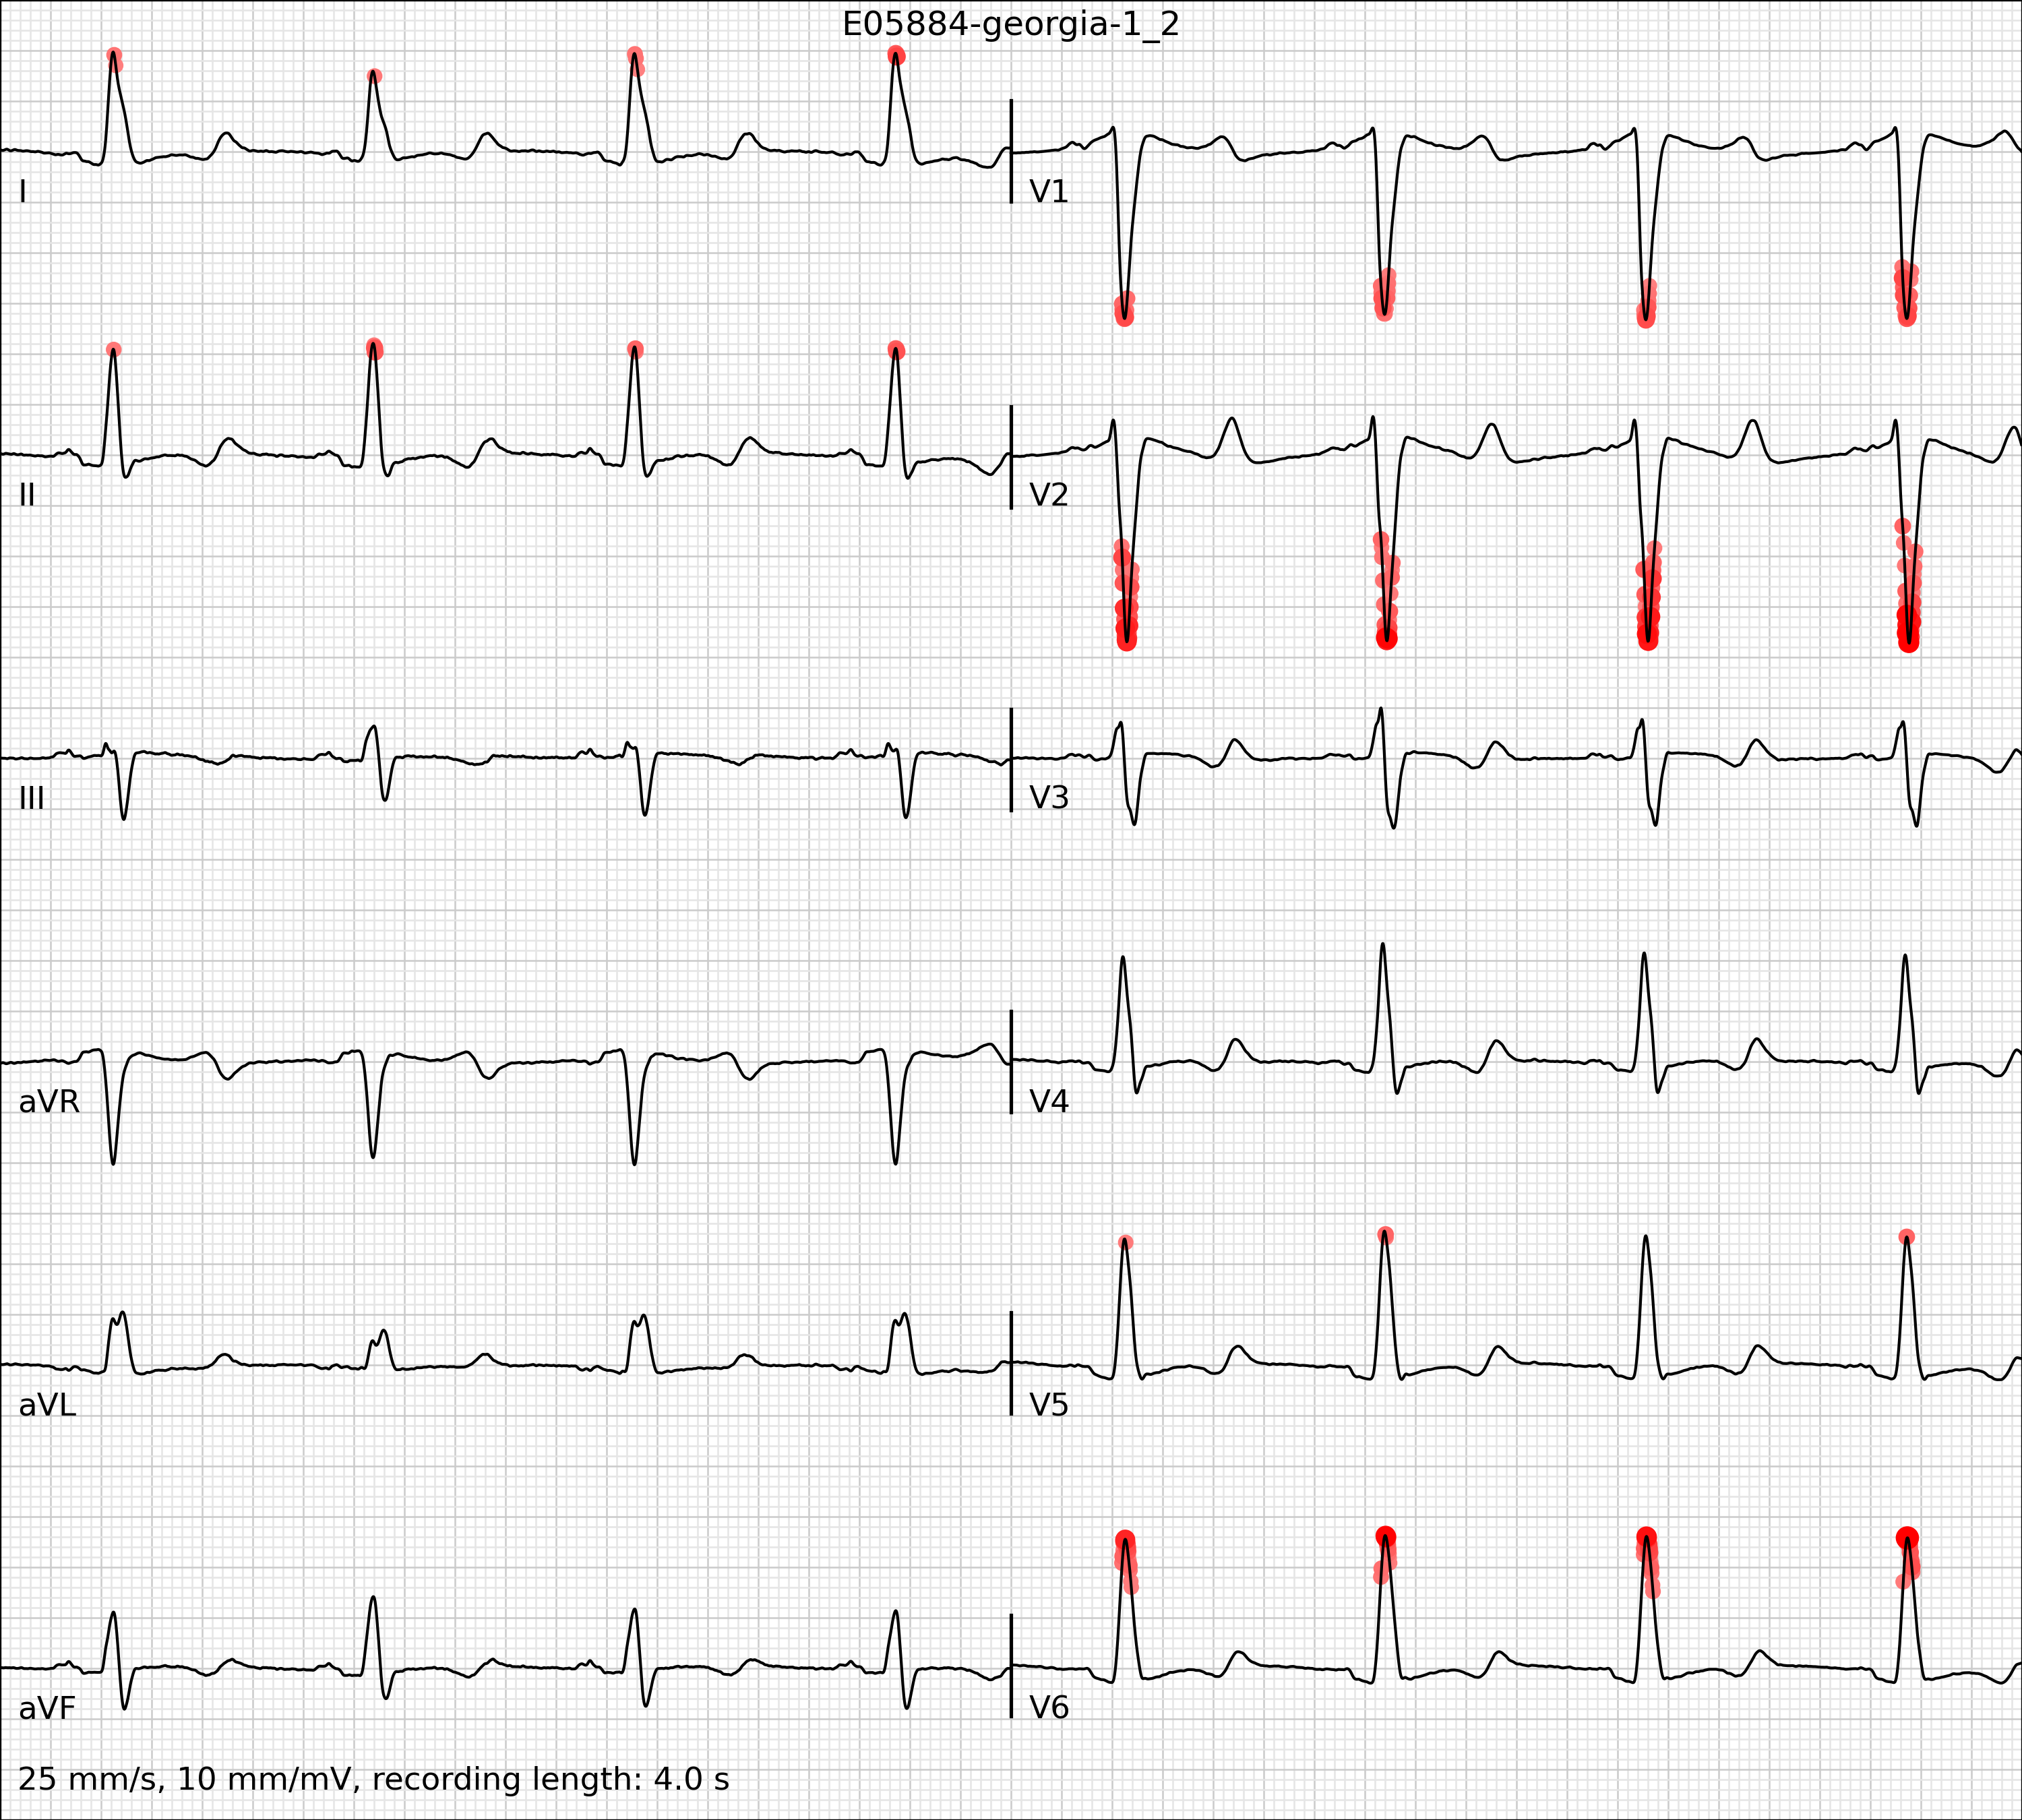 E05884-georgia-1_2
I
V1
II
V2
III
V3
aVR
V4
aVL
V5
aVF
V6
25 mm/s, 10 mm/mV, recording length: 4.0 s